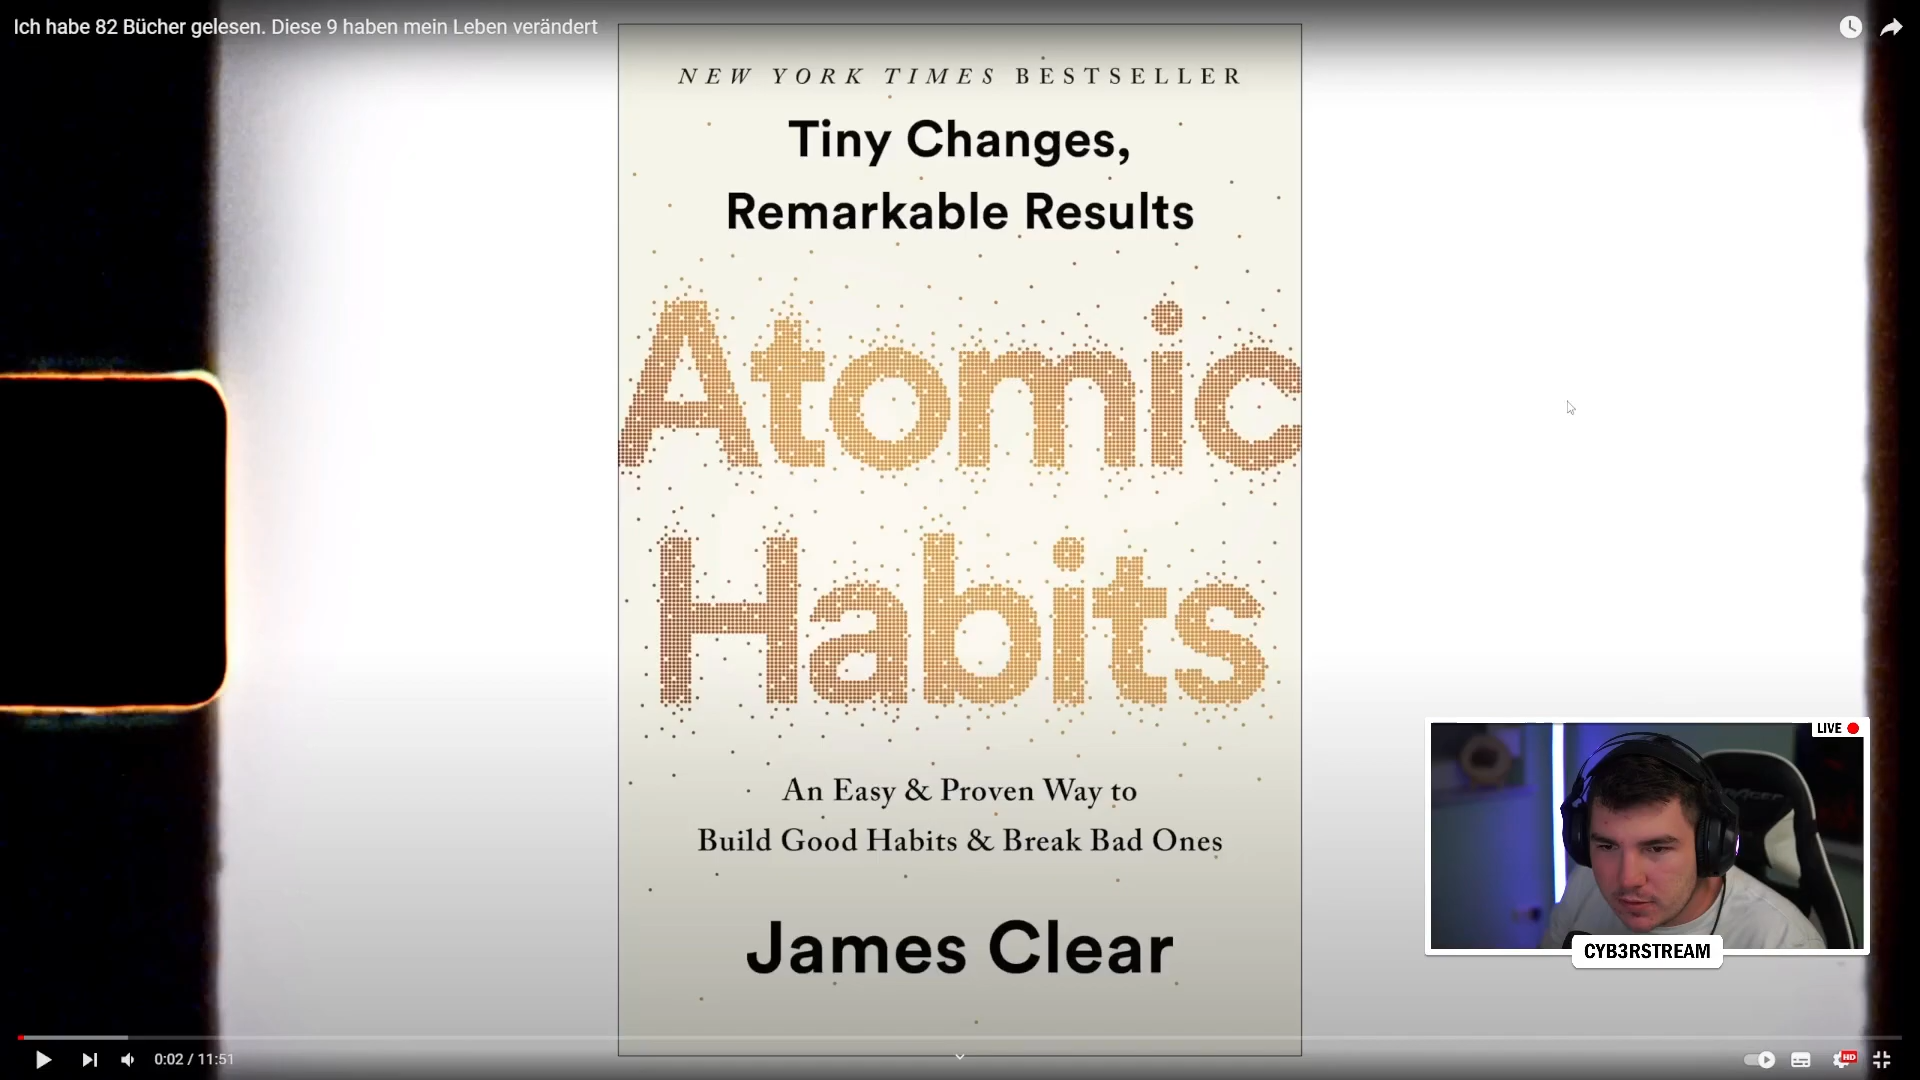 Ich habe 82 Bücher gelesen. Diese 9 haben mein Leben verändert
NEW YORK TIMES BESTSELLER
Tiny Changes,
Remarkable Results
Atomic
Habits
An Easy & Proven Way to
Build Good Habits & Break Bad Ones
James Clear
LIVE
CYB3RSTREAM
0:02 / 11:51
HD